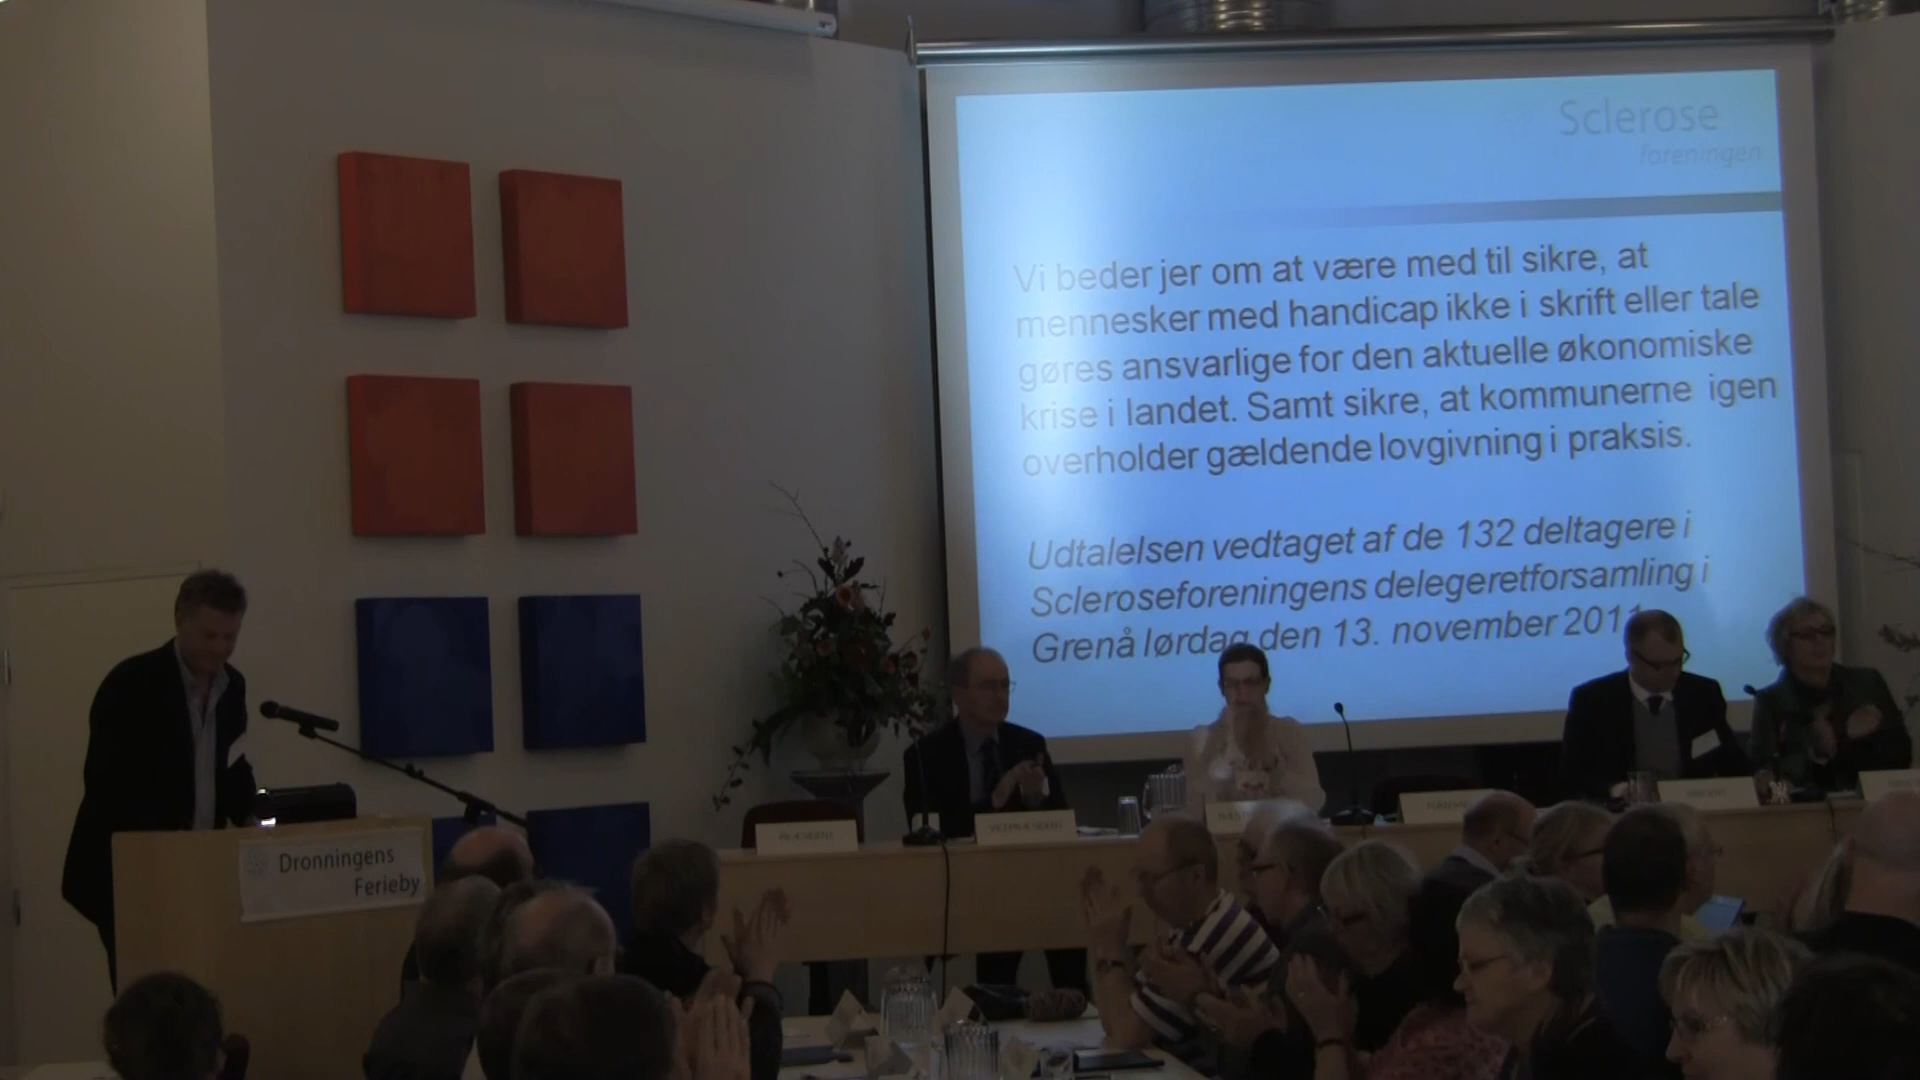 Sclerose
foreningen
Vi beder jer om at være med til sikre, at
mennesker med handicap ikke i skrift eller tale
gøres ansvarlige for den aktuelle økonomiske
krise i landet. Samt sikre, at kommunerne igen
overholder gældende lovgivning i praksis.
Udtalelsen vedtaget af de 132 deltagere i
Scleroseforeningens delegeretforsamling i
Grenå lørdag den 13. november 2011
Dronningens
Ferieby
PRÆSIDENT
VICEPRÆSIDENT